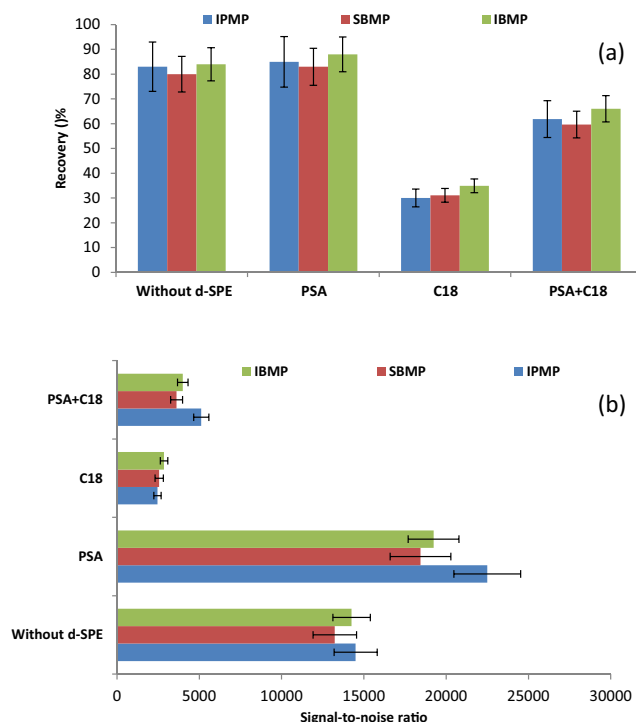 IPMP SBMP IBMP
(a)
100
90
80
70
60
50
40
30
20
10
0
Recovery ()%
Without d-SPE PSA C18 PSA+C18
IBMP SBMP IPMP
(b)
PSA+C18
C18
PSA
Without d-SPE
0 5000 10000 15000 20000 25000 30000
Signal-to-noise ratio